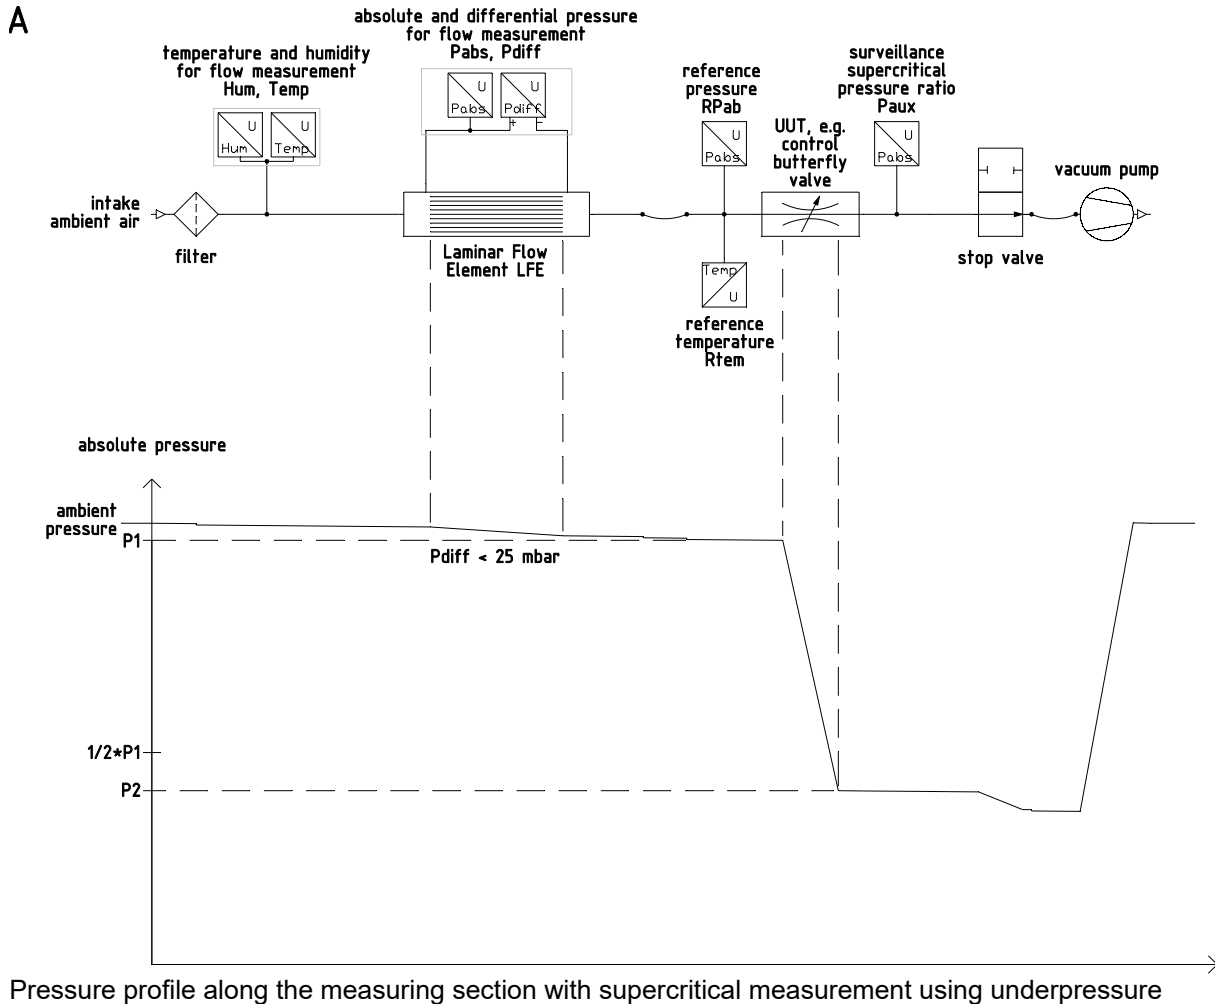 A
absolute and differential pressure
for flow measurement
Pabs, Pdiff
temperature and humidity
for flow measurement
Hum, Temp
surveillance
supercritical
pressure ratio
Paux
reference
pressure
RPab
UUT, e.g.
control
butterfly
valve
U
Pabs
U
Pdiff
+
-
U
Hum
U
Temp
U
Pabs
U
Pabs
vacuum pump
intake
ambient air
filter
Laminar Flow
Element LFE
stop valve
Temp
U
reference
temperature
Rtem
absolute pressure
ambient
pressure
P1
Pdiff < 25 mbar
1/2*P1
P2
Pressure profile along the measuring section with supercritical measurement using underpressure